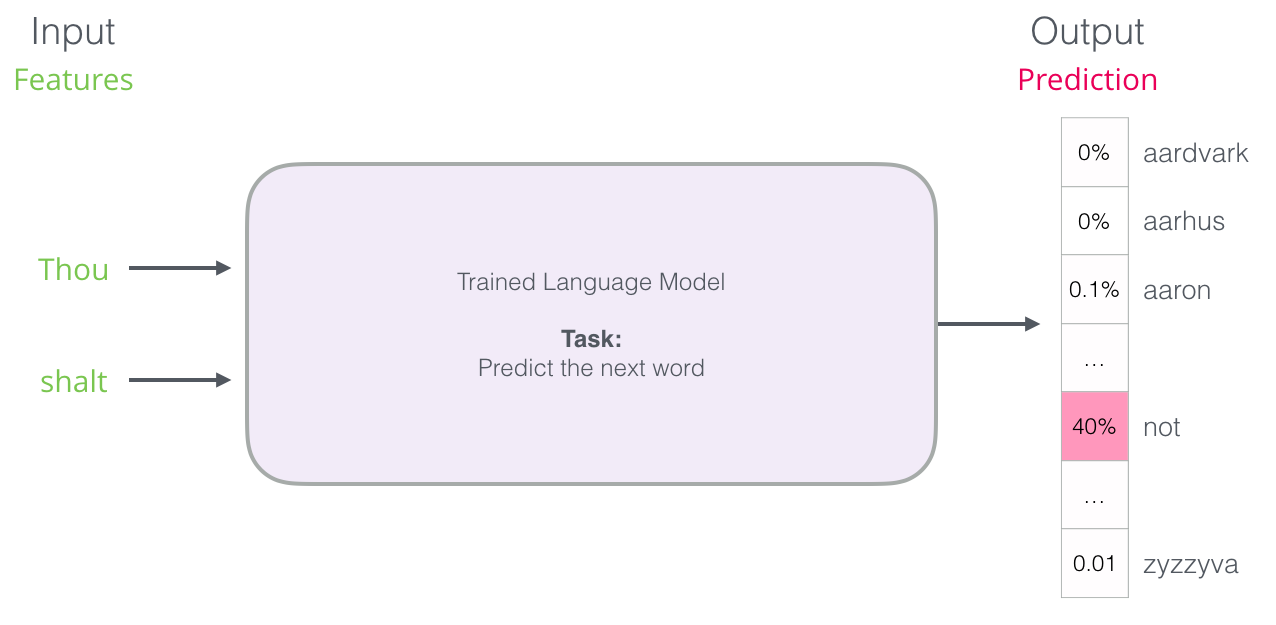 Input
Features
Thou
shalt
Trained Language Model
Task:
Predict the next word
Output
Prediction
0% aardvark
0% aarhus
0.1% aaron
...
40% not
...
0.01 zyzzyva